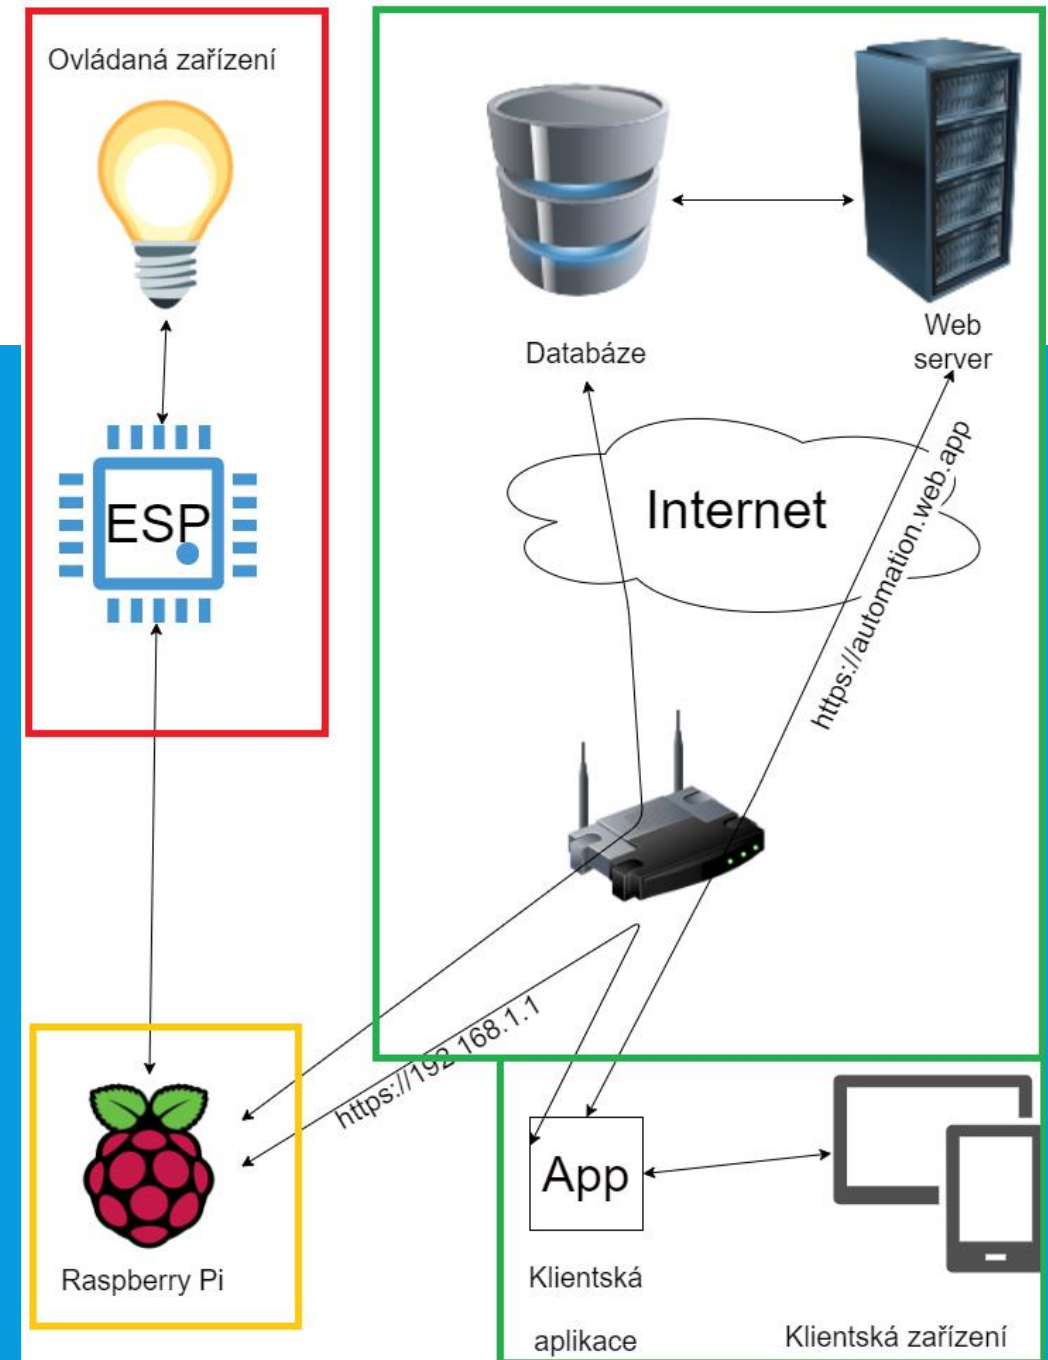 Ovládaná zařízení
ESP
Raspberry Pi
Databáze
Web
server
Internet
https://automation.web.app
https://192.168.1.1
App
Klientská
aplikace
Klientská zařízení